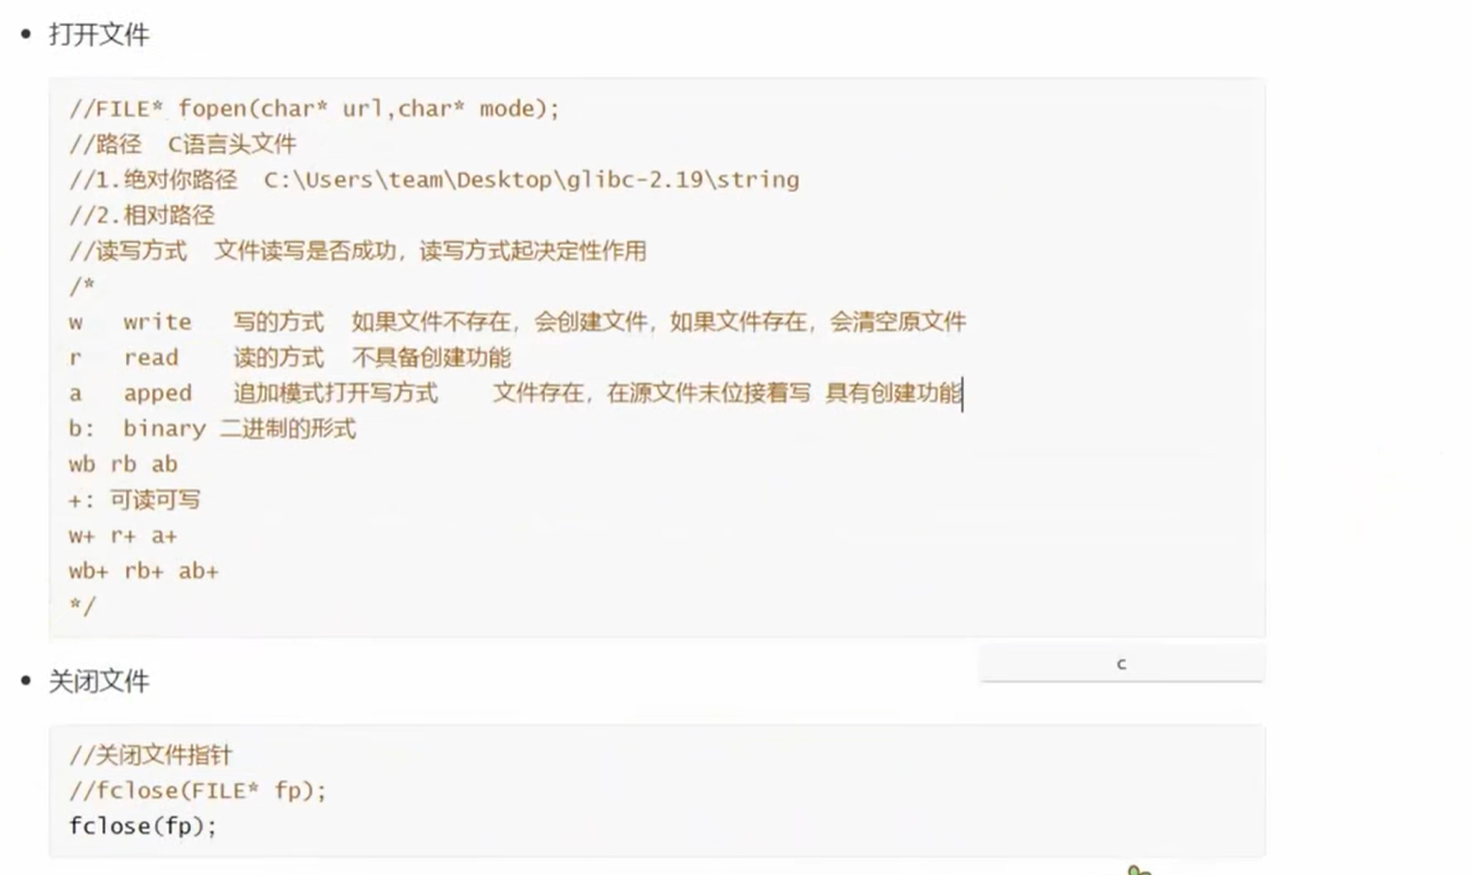 打开文件
//FILE* fopen(char* url,char* mode);
//路径  C语言头文件
//1.绝对你路径  C:\Users\team\Desktop\glibc-2.19\string
//2.相对路径
//读写方式  文件读写是否成功，读写方式起决定性作用
/*
w   write   写的方式  如果文件不存在，会创建文件，如果文件存在，会清空原文件
r   read    读的方式  不具备创建功能
a   apped   追加模式打开写方式    文件存在，在源文件末位接着写 具有创建功能
b:  binary 二进制的形式
wb rb ab
+: 可读可写
w+ r+ a+
wb+ rb+ ab+
*/
c
关闭文件
//关闭文件指针
//fclose(FILE* fp);
fclose(fp);